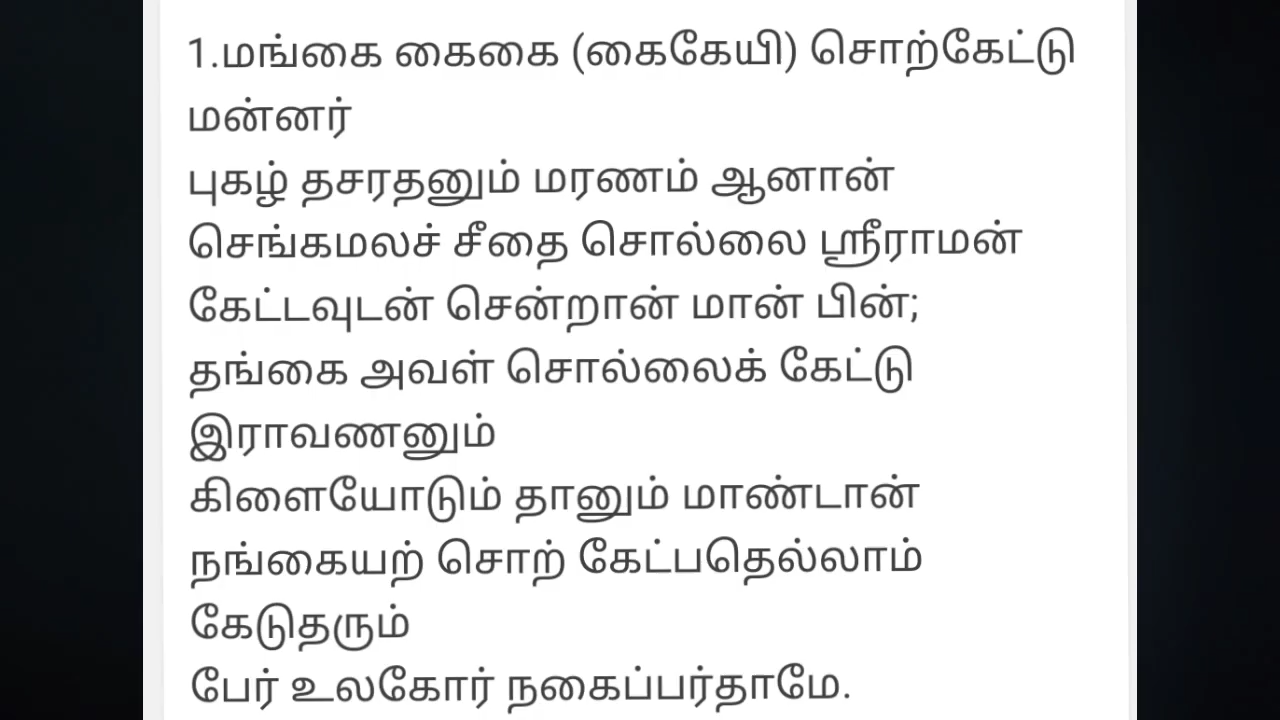 1.மங்கை கைகை (கைகேயி) சொற்கேட்டு
மன்னர்
புகழ் தசரதனும் மரணம் ஆனான்
செங்கமலச் சீதை சொல்லை ஸ்ரீராமன்
கேட்டவுடன் சென்றான் மான் பின்;
தங்கை அவள் சொல்லைக் கேட்டு
இராவணனும்
கிளையோடும் தானும் மாண்டான்
நங்கையற் சொற் கேட்பதெல்லாம்
கேடுதரும்
பேர் உலகோர் நகைப்பர்தாமே.